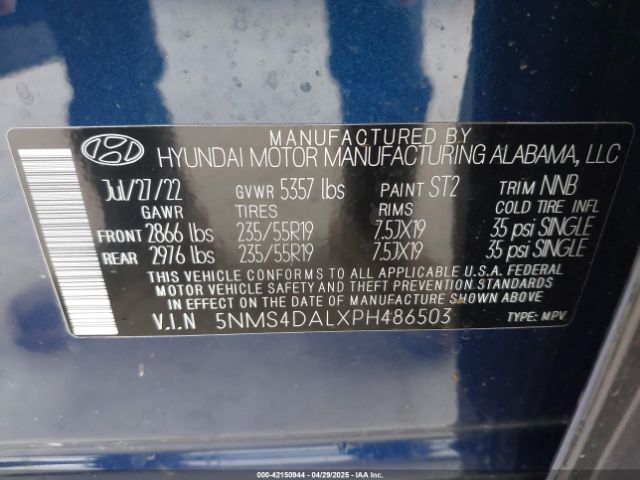 MANUFACTURED BY
HYUNDAI MOTOR MANUFACTURING ALABAMA, LLC
Jul/27/22 GVWR 5357 lbs PAINT ST2 TRIM NNB
GAWR TIRES RIMS COLD TIRE INFL
FRONT 2866 lbs 235/55R19 7.5JX19 35 psi SINGLE
REAR 2976 lbs 235/55R19 7.5JX19 35 psi SINGLE
THIS VEHICLE CONFORMS TO ALL APPLICABLE U.S.A. FEDERAL
MOTOR VEHICLE SAFETY AND THEFT PREVENTION STANDARDS
IN EFFECT ON THE DATE OF MANUFACTURE SHOWN ABOVE.
V.I.N 5NMS4DALXPH486503 TYPE: MPV
000-42150944 - 04/29/2025 - IAAI.COM